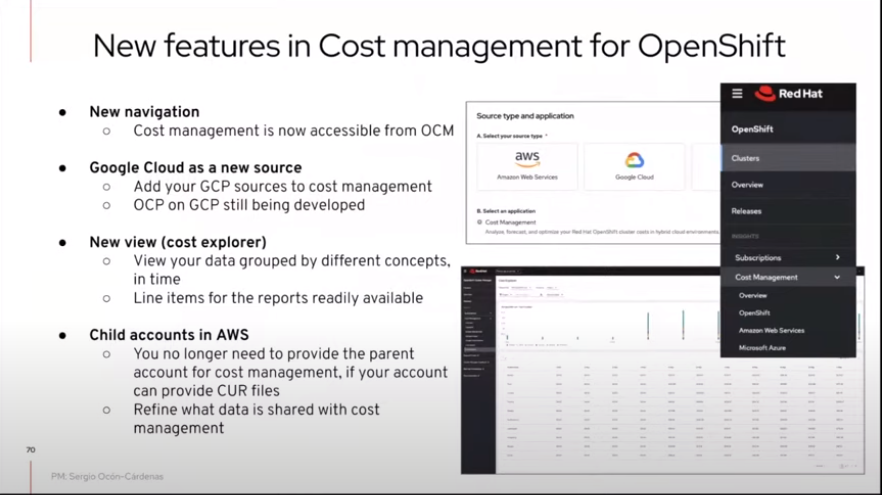 New features in Cost management for OpenShift
● New navigation
○ Cost management is now accessible from OCM
● Google Cloud as a new source
○ Add your GCP sources to cost management
○ OCP on GCP still being developed
● New view (cost explorer)
○ View your data grouped by different concepts,
in time
○ Line items for the reports readily available
● Child accounts in AWS
○ You no longer need to provide the parent
account for cost management, if your account
can provide CUR files
○ Refine what data is shared with cost
management
70
PM: Sergio Ocón-Cárdenas
Source type and application
A. Select your source type *
aws
Amazon Web Services
Google Cloud
B. Select an application
Cost Management
Analyze, forecast, and optimize your Red Hat OpenShift cluster costs in hybrid cloud environments.
Red Hat
OpenShift
Clusters
Overview
Releases
INSIGHTS
Subscriptions
Cost Management
Overview
OpenShift
Amazon Web Services
Microsoft Azure